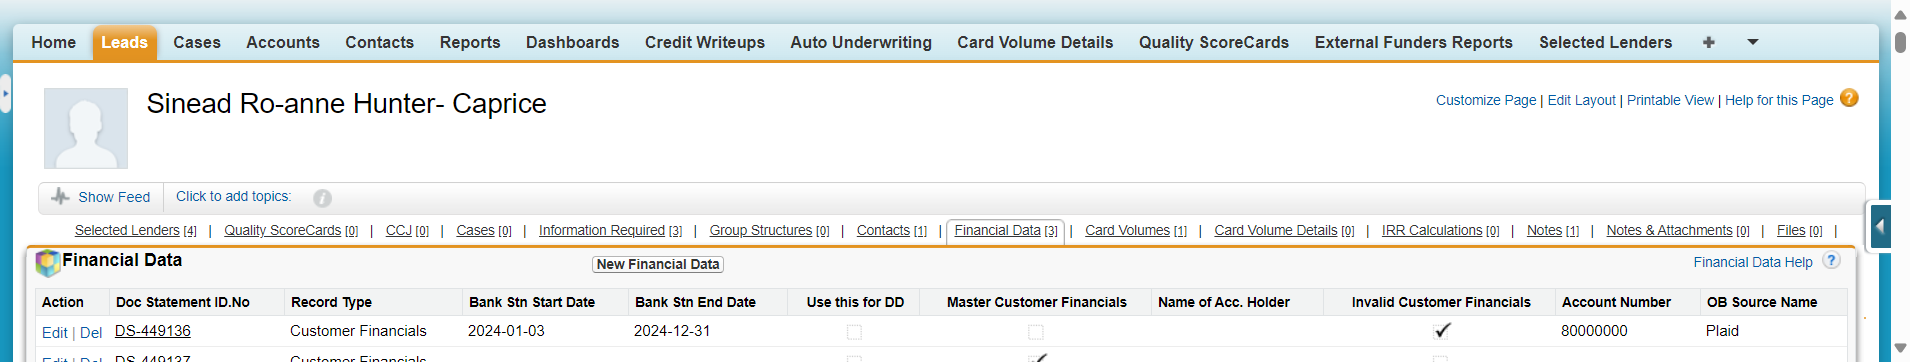 Home Leads Cases Accounts Contacts Reports Dashboards Credit Writeups Auto Underwriting Card Volume Details Quality ScoreCards External Funders Reports Selected Lenders +
Sinead Ro-anne Hunter- Caprice
Customize Page | Edit Layout | Printable View | Help for this Page ?
Show Feed Click to add topics: i
Selected Lenders [4] | Quality ScoreCards [0] | CCJ [0] | Cases [0] | Information Required [3] | Group Structures [0] | Contacts [1] | Financial Data [3] | Card Volumes [1] | Card Volume Details [0] | IRR Calculations [0] | Notes [1] | Notes & Attachments [0] | Files [0] |
Financial Data New Financial Data Financial Data Help ?
Action Doc Statement ID.No Record Type Bank Stn Start Date Bank Stn End Date Use this for DD Master Customer Financials Name of Acc. Holder Invalid Customer Financials Account Number OB Source Name
Edit | Del DS-449136 Customer Financials 2024-01-03 2024-12-31 80000000 Plaid
Edit | Del DS-449137 Customer Financials